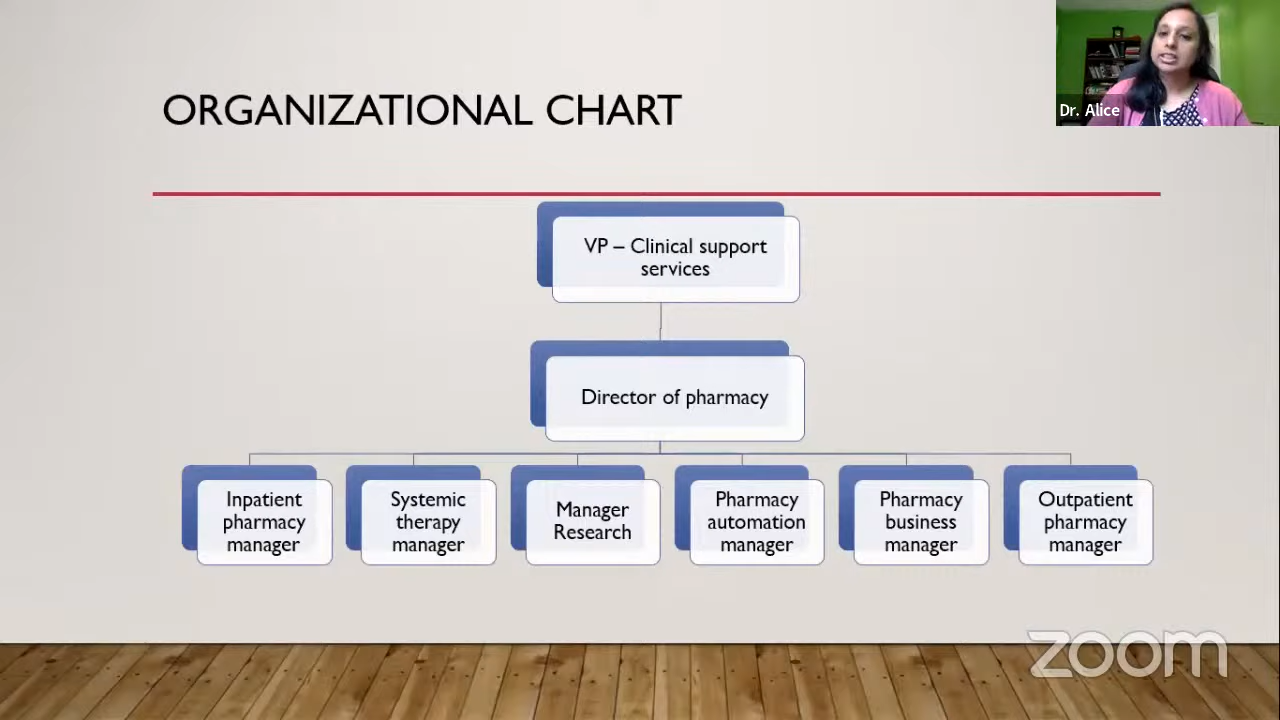 Dr. Alice
ORGANIZATIONAL CHART
VP – Clinical support
services
Director of pharmacy
Inpatient
pharmacy
manager
Systemic
therapy
manager
Manager
Research
Pharmacy
automation
manager
Pharmacy
business
manager
Outpatient
pharmacy
manager
zoom